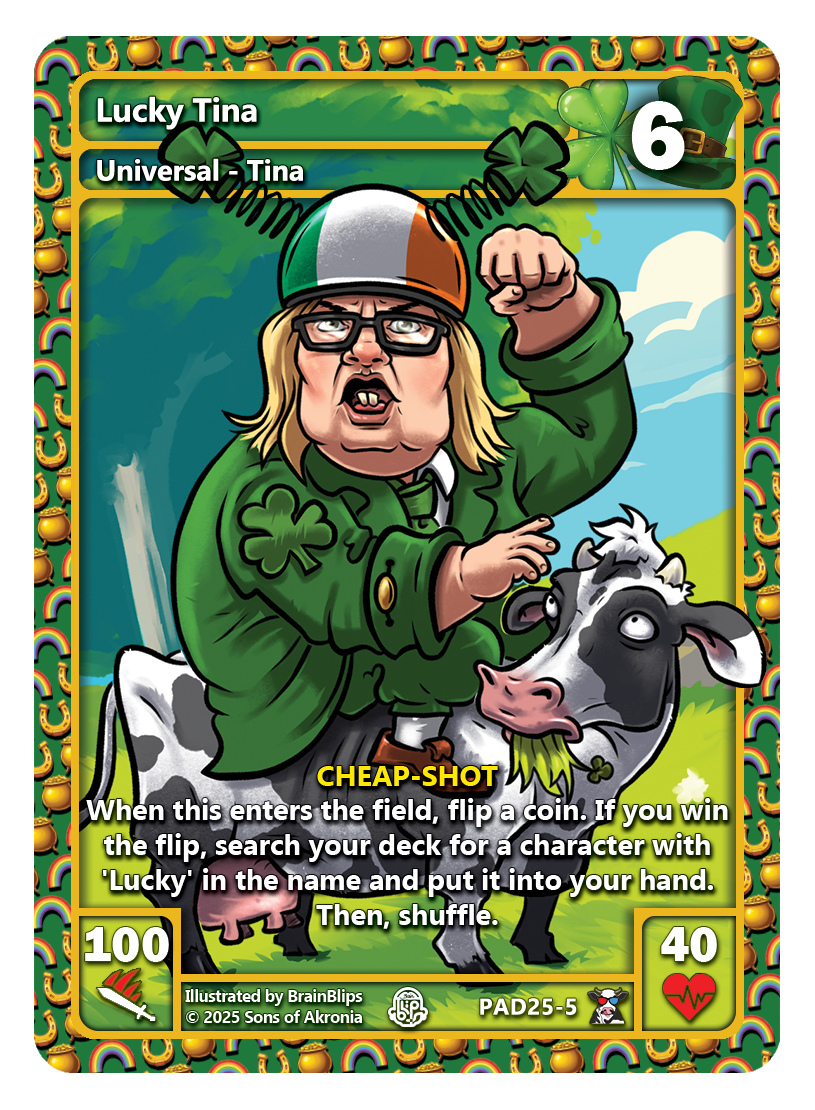 Lucky Tina
6
Universal - Tina
CHEAP-SHOT
When this enters the field, flip a coin. If you win
the flip, search your deck for a character with
'Lucky' in the name and put it into your hand.
Then, shuffle.
100
40
Illustrated by BrainBlips
© 2025 Sons of Akronia
BLIP
PAD25-5